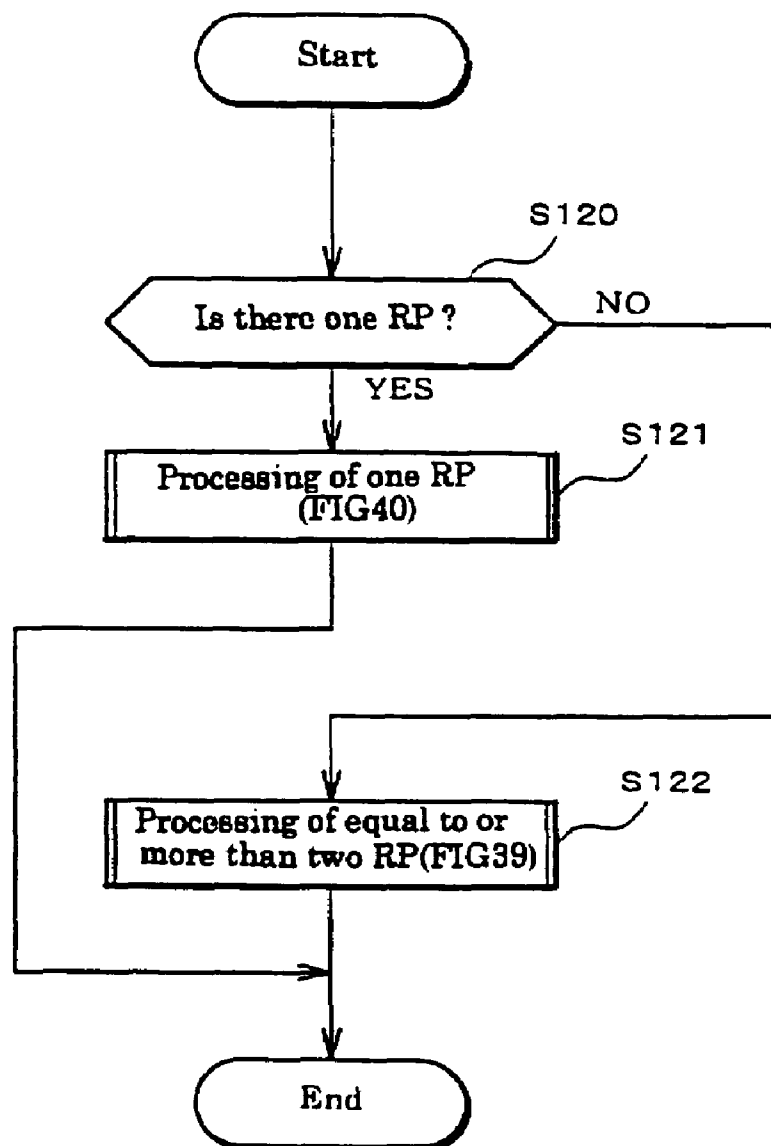 Start
S120
Is there one RP ?
NO
YES
S121
Processing of one RP
(FIG40)
S122
Processing of equal to or
more than two RP(FIG39)
End